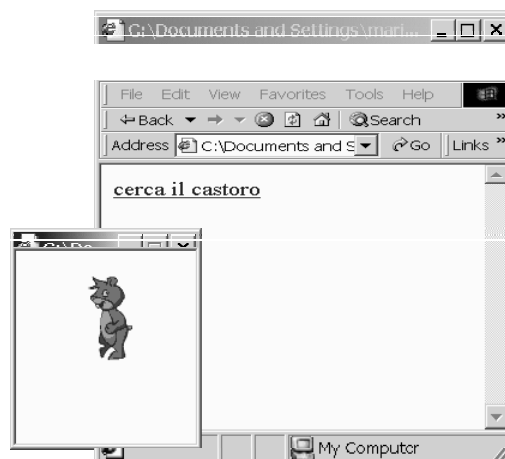 C:\Documents and Settings\mari...
File Edit View Favorites Tools Help
Back Search »
Address C:\Documents and S Go Links »
cerca il castoro
C:\Do...
My Computer